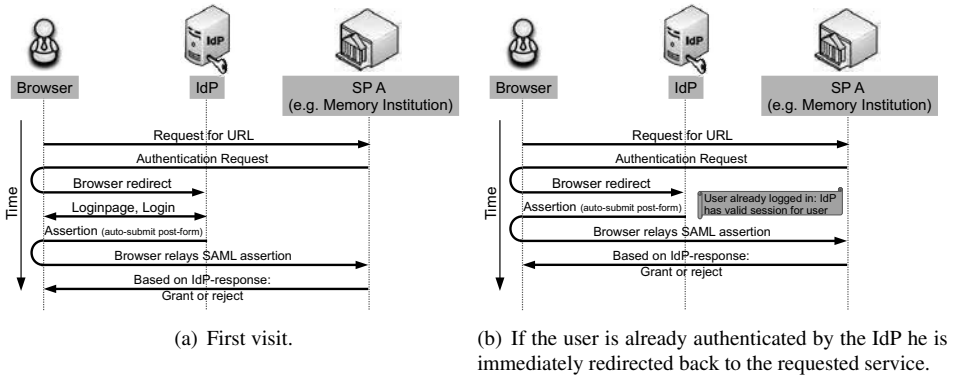 IdP
Browser
IdP
SP A
(e.g. Memory Institution)
Time
Request for URL
Authentication Request
Browser redirect
Loginpage, Login
Assertion (auto-submit post-form)
Browser relays SAML assertion
Based on IdP-response:
Grant or reject
(a) First visit.
IdP
Browser
IdP
SP A
(e.g. Memory Institution)
Time
Request for URL
Authentication Request
Browser redirect
User already logged in: IdP
has valid session for user
Assertion (auto-submit post-form)
Browser relays SAML assertion
Based on IdP-response:
Grant or reject
(b) If the user is already authenticated by the IdP he is
immediately redirected back to the requested service.